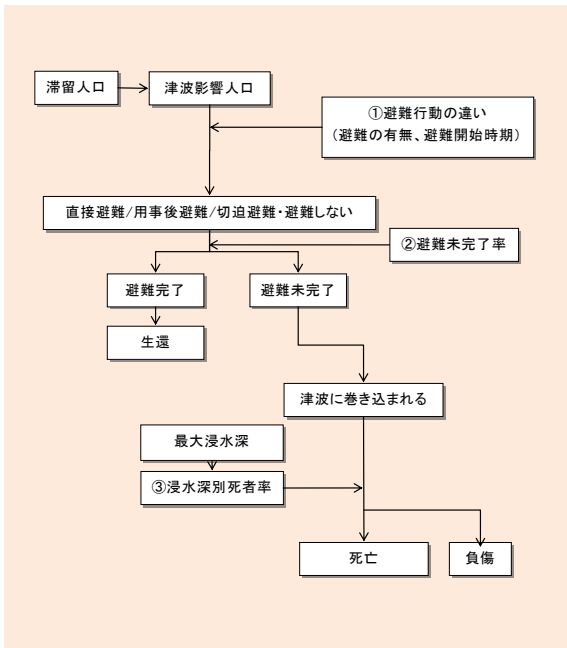 滞留人口
津波影響人口
①避難行動の違い
（避難の有無、避難開始時期）
直接避難/用事後避難/切迫避難・避難しない
②避難未完了率
避難完了
避難未完了
生還
津波に巻き込まれる
最大浸水深
③浸水深別死者率
死亡
負傷